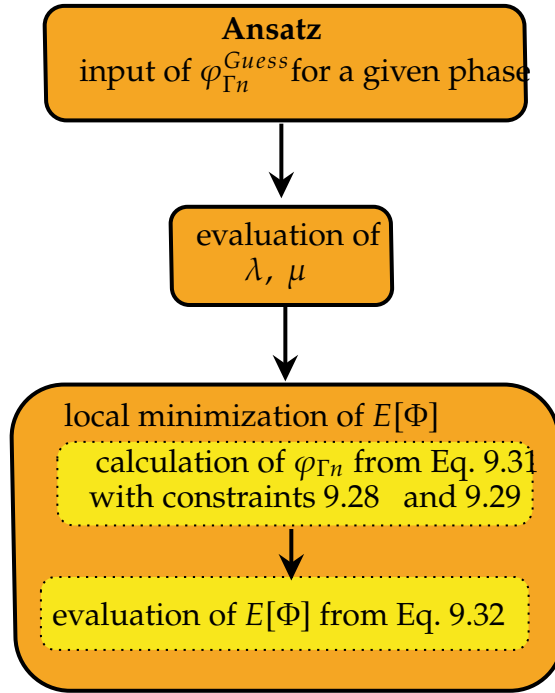 Ansatz
input of φ_{Γn}^{Guess} for a given phase
evaluation of
λ, μ
local minimization of E[Φ]
calculation of φ_{Γn} from Eq. 9.31
with constraints 9.28 and 9.29
evaluation of E[Φ] from Eq. 9.32